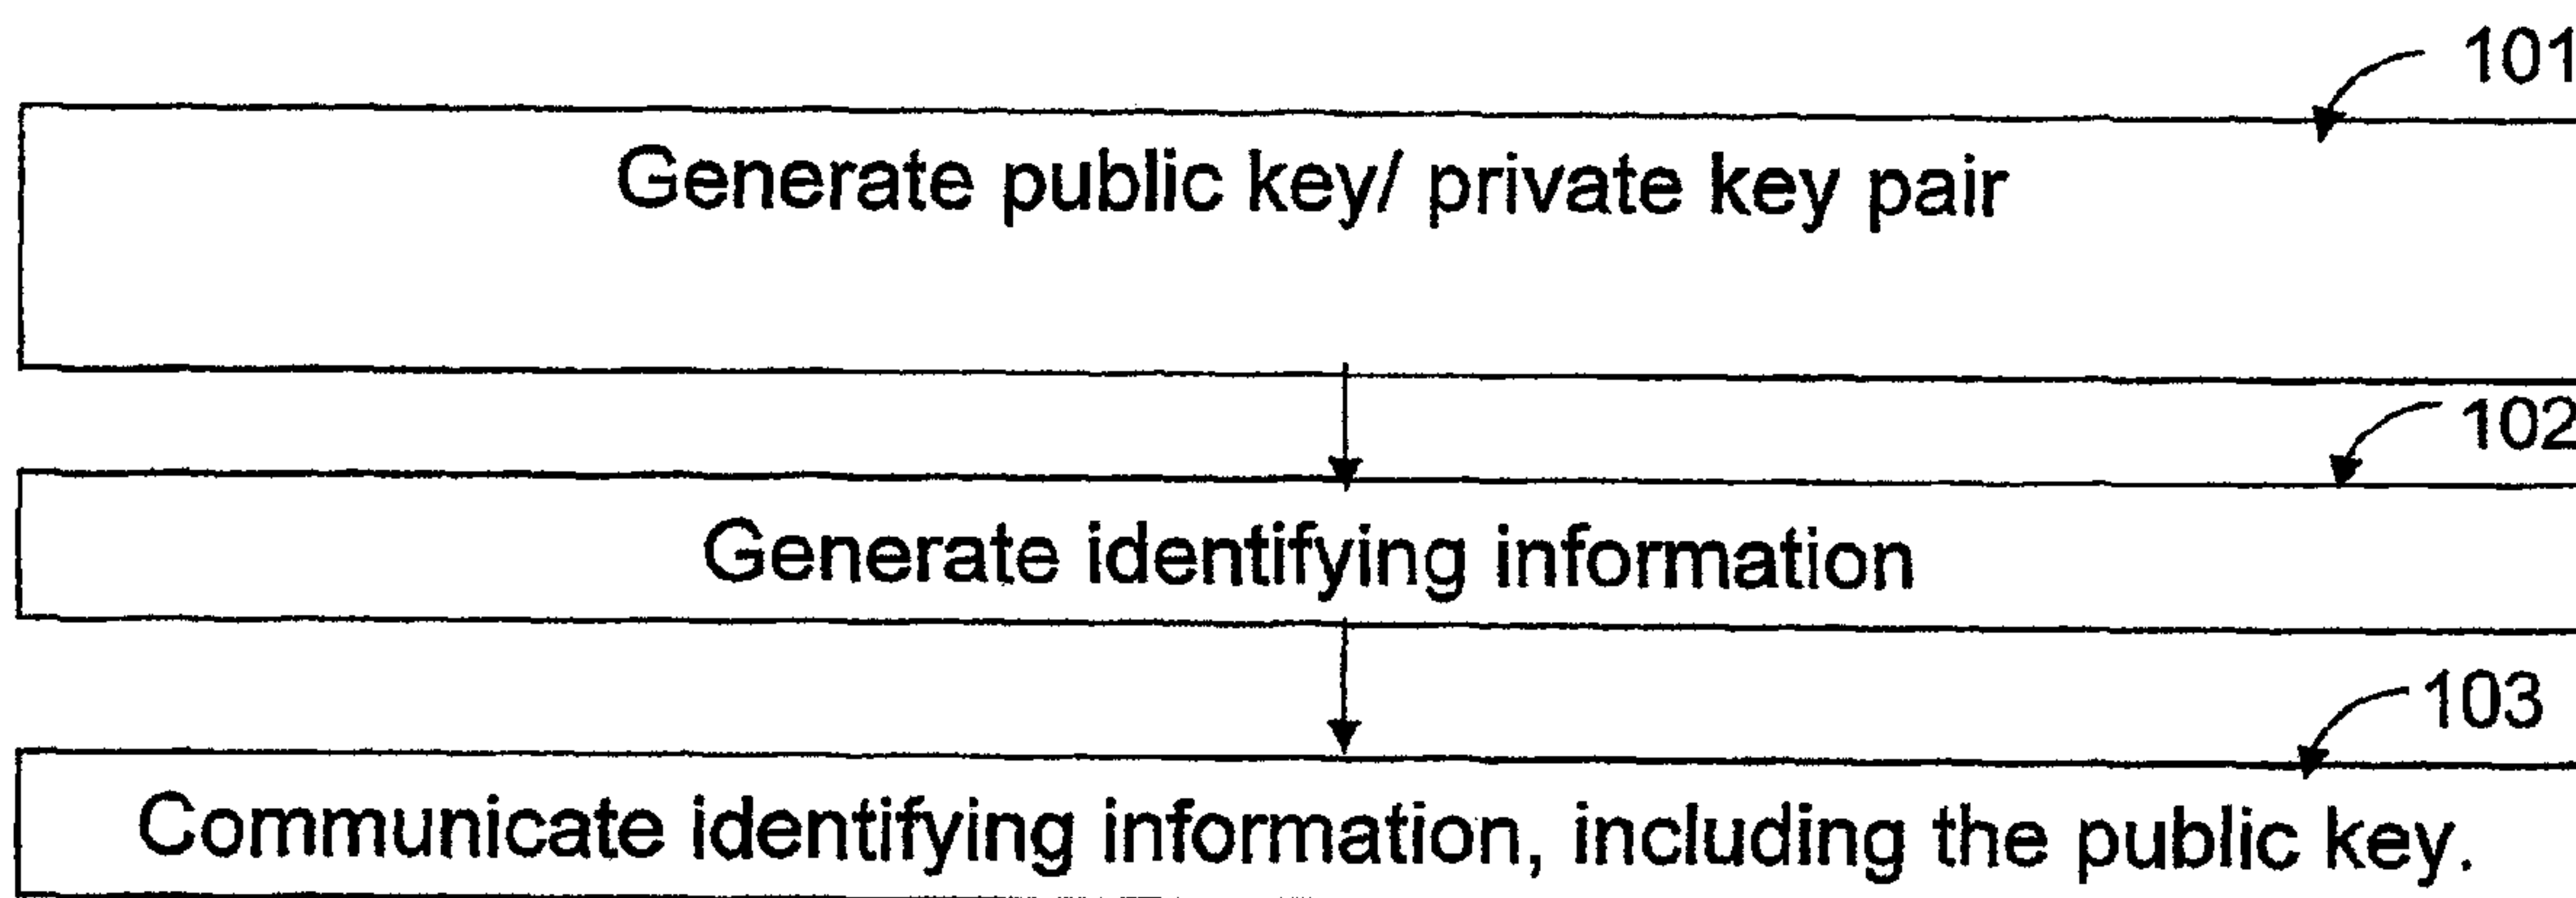 101
Generate public key/ private key pair
102
Generate identifying information
103
Communicate identifying information, including the public key.